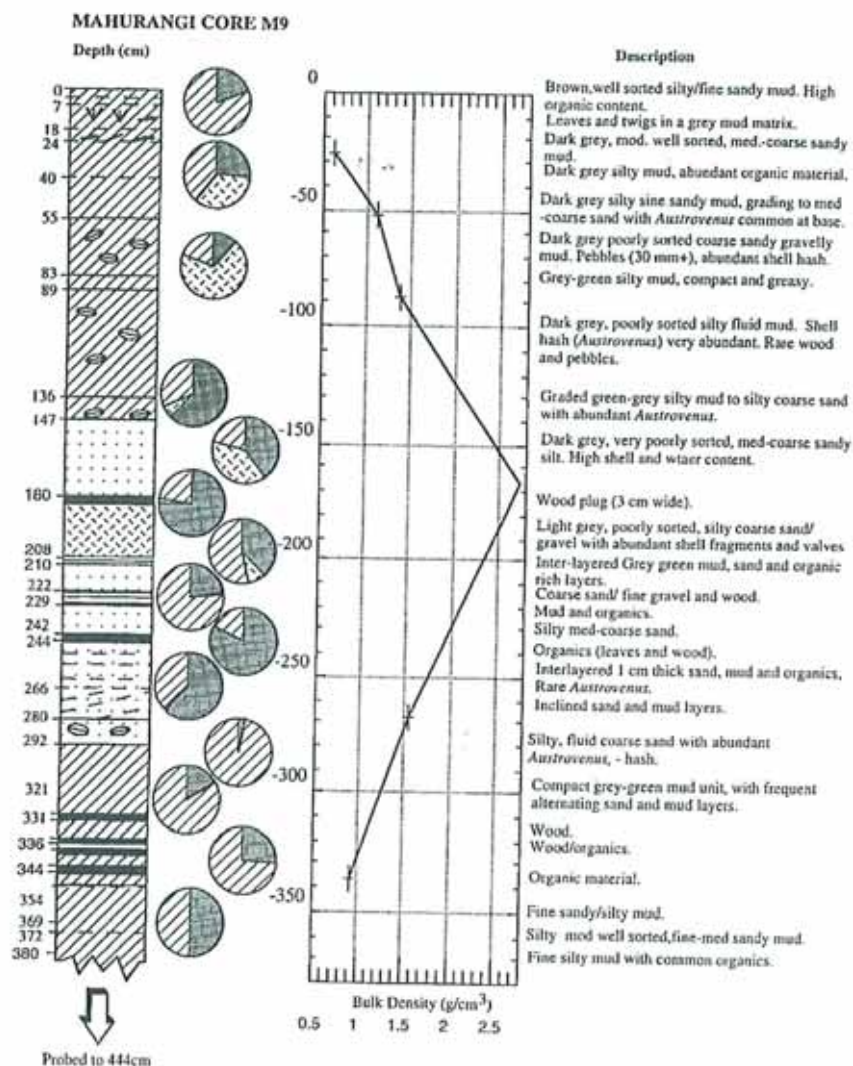 MAHURANGI CORE M9
Depth (cm)
Description
0
7
18
24
40
55
83
89
136
147
180
208
210
222
229
242
244
266
280
292
321
331
336
344
354
369
372
380
Probed to 444cm
0
-50
-100
-150
-200
-250
-300
-350
Bulk Density (g/cm³)
0.5 1 1.5 2 2.5
Brown,well sorted silty/fine sandy mud. High
organic content.
Leaves and twigs in a grey mud matrix.
Dark grey, mod. well sorted, med.-coarse sandy
mud.
Dark grey silty mud, abuedant organic material.
Dark grey silty sine sandy mud, grading to med
-coarse sand with Austrovenus common at base.
Dark grey poorly sorted coarse sandy gravelly
mud. Pebbles (30 mm+), abundant shell hash.
Grey-green silty mud, compact and greasy.
Dark grey, poorly sorted silty fluid mud. Shell
hash (Austrovenus) very abundant. Rare wood
and pebbles.
Graded green-grey silty mud to silty coarse sand
with abundant Austrovenus.
Dark grey, very poorly sorted, med-coarse sandy
silt. High shell and wtaer content.
Wood plug (3 cm wide).
Light grey, poorly sorted, silty coarse sand/
gravel with abundant shell fragments and valves
Inter-layered Grey green mud, sand and organic
rich layers.
Coarse sand/ fine gravel and wood.
Mud and organics.
Silty med-coarse sand.
Organics (leaves and wood).
Interlayered 1 cm thick sand, mud and organics,
Rare Austrovenus.
Inclined sand and mud layers.
Silty, fluid coarse sand with abundant
Austrovenus, - hash.
Compact grey-green mud unit, with frequent
alternating sand and mud layers.
Wood.
Wood/organics.
Organic material.
Fine sandy/silty mud.
Silty mod well sorted,fine-med sandy mud.
Fine silty mud with common organics.